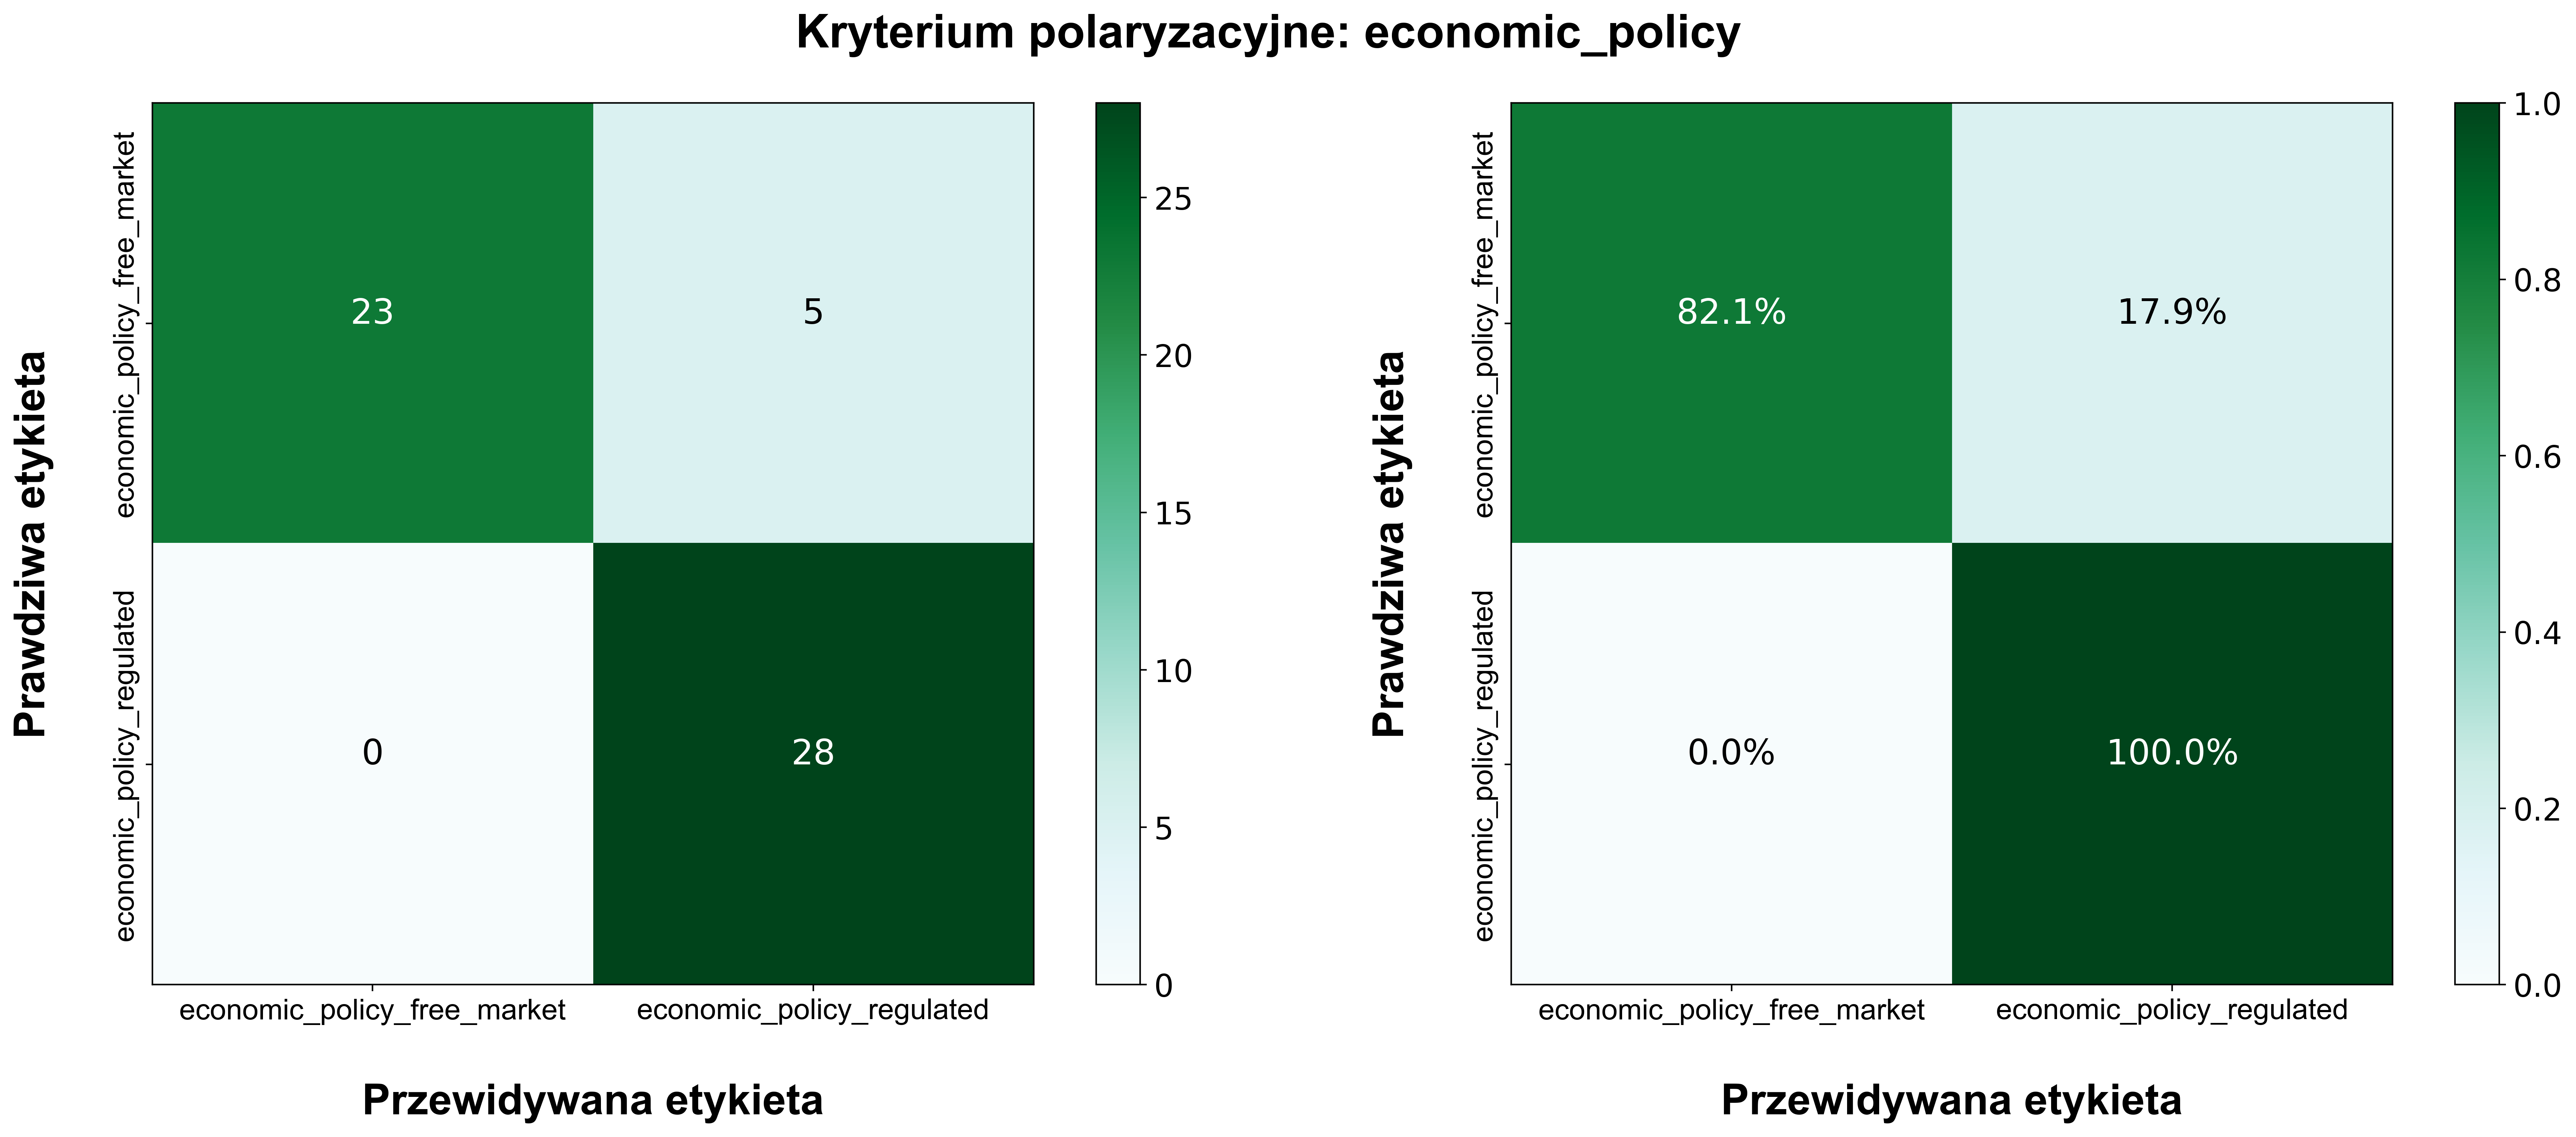 Kryterium polaryzacyjne: economic_policy
Prawdziwa etykieta
economic_policy_free_market
economic_policy_regulated
23
5
0
28
economic_policy_free_market
economic_policy_regulated
Przewidywana etykieta
25
20
15
10
5
0
Prawdziwa etykieta
economic_policy_free_market
economic_policy_regulated
82.1%
17.9%
0.0%
100.0%
economic_policy_free_market
economic_policy_regulated
Przewidywana etykieta
1.0
0.8
0.6
0.4
0.2
0.0